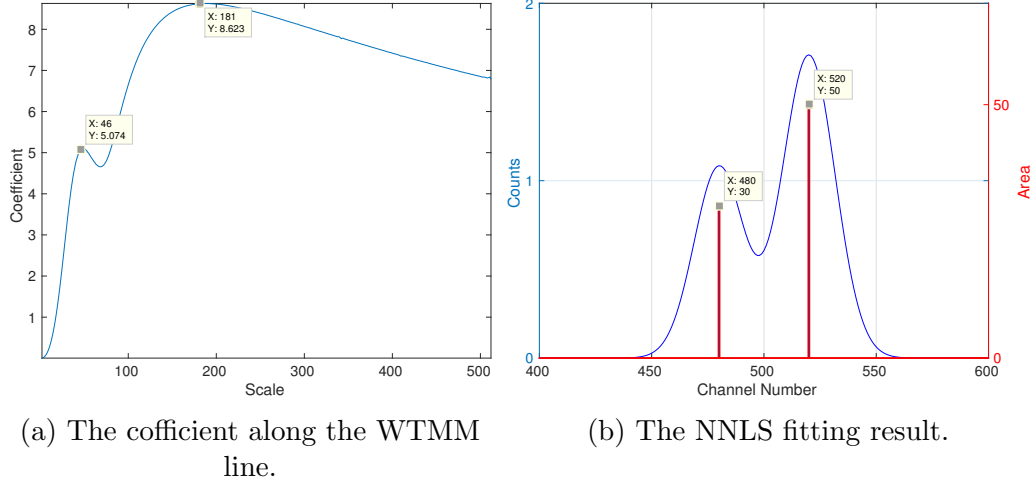 8
7
6
5
4
3
2
1
Coefficient
X: 181
Y: 8.623
X: 46
Y: 5.074
100
200
300
400
500
Scale
(a) The cofficient along the WTMM
line.
2
1
0
Counts
X: 520
Y: 50
X: 480
Y: 30
50
0
Area
400
450
500
550
600
Channel Number
(b) The NNLS fitting result.